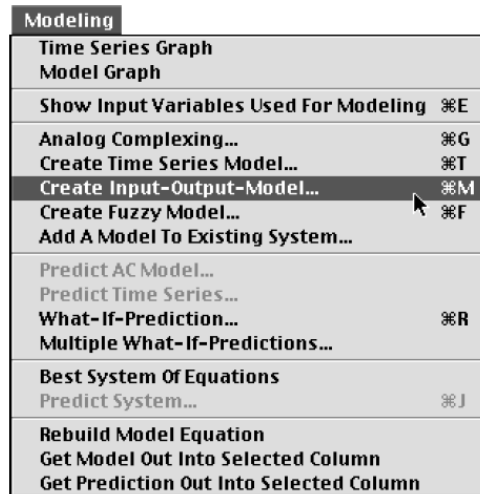 Modeling
Time Series Graph
Model Graph
Show Input Variables Used For Modeling ⌘E
Analog Complexing... ⌘G
Create Time Series Model... ⌘T
Create Input-Output-Model... ⌘M
Create Fuzzy Model... ⌘F
Add A Model To Existing System...
Predict AC Model...
Predict Time Series...
What-If-Prediction... ⌘R
Multiple What-If-Predictions...
Best System Of Equations
Predict System... ⌘J
Rebuild Model Equation
Get Model Out Into Selected Column
Get Prediction Out Into Selected Column